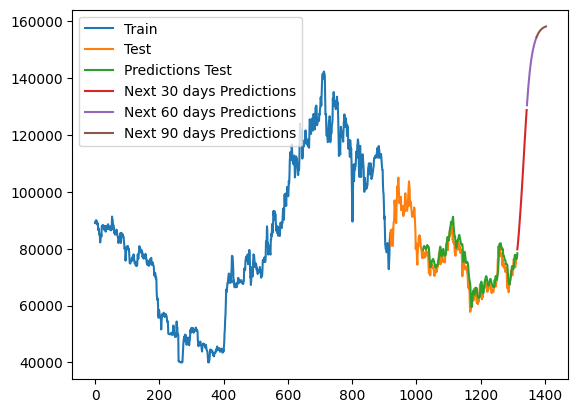 160000
140000
120000
100000
80000
60000
40000
Train
Test
Predictions Test
Next 30 days Predictions
Next 60 days Predictions
Next 90 days Predictions
0 200 400 600 800 1000 1200 1400